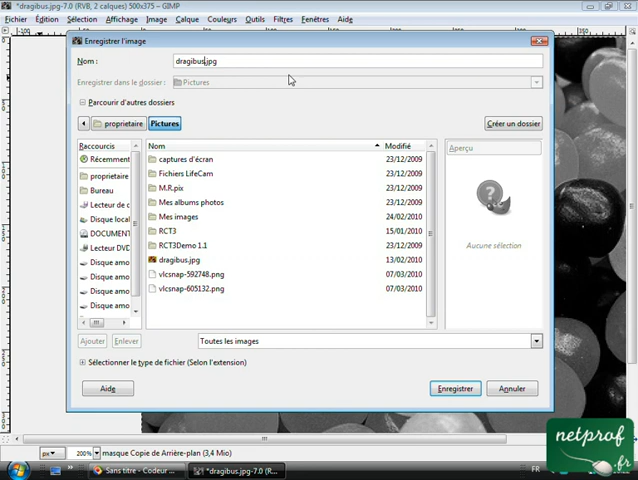 *dragibus.jpg-7.0 (RVB, 2 calques) 500x375 – GIMP
Fichier Édition Sélection Affichage Image Calque Couleurs Outils Filtres Fenêtres Aide
Enregistrer l'image
Nom : dragibus.jpg
Enregistrer dans le dossier : Pictures
Parcourir d'autres dossiers
proprietaire Pictures Créer un dossier
Raccourcis Nom Modifié Aperçu
Récemment captures d'écran 23/12/2009
Fichiers LifeCam 23/12/2009
proprietaire M.R.pix 23/12/2009
Bureau Mes albums photos 23/12/2009
Lecteur de d Mes images 24/02/2010
Disque local RCT3 15/01/2010
DOCUMENT RCT3Demo 1.1 23/12/2009
Aucune sélection
Lecteur DVD dragibus.jpg 13/02/2010
Disque amo vlcsnap-592748.png 07/03/2010
Disque amo vlcsnap-605132.png 07/03/2010
Disque amo
Disque amo
Ajouter Enlever Toutes les images
Sélectionner le type de fichier (Selon l'extension)
Aide Enregistrer Annuler
px 200% masque Copie de Arrière-plan (3,4 Mio)
Sans titre - Codeur ... *dragibus.jpg-7.0 (R... FR
netprof
.fr